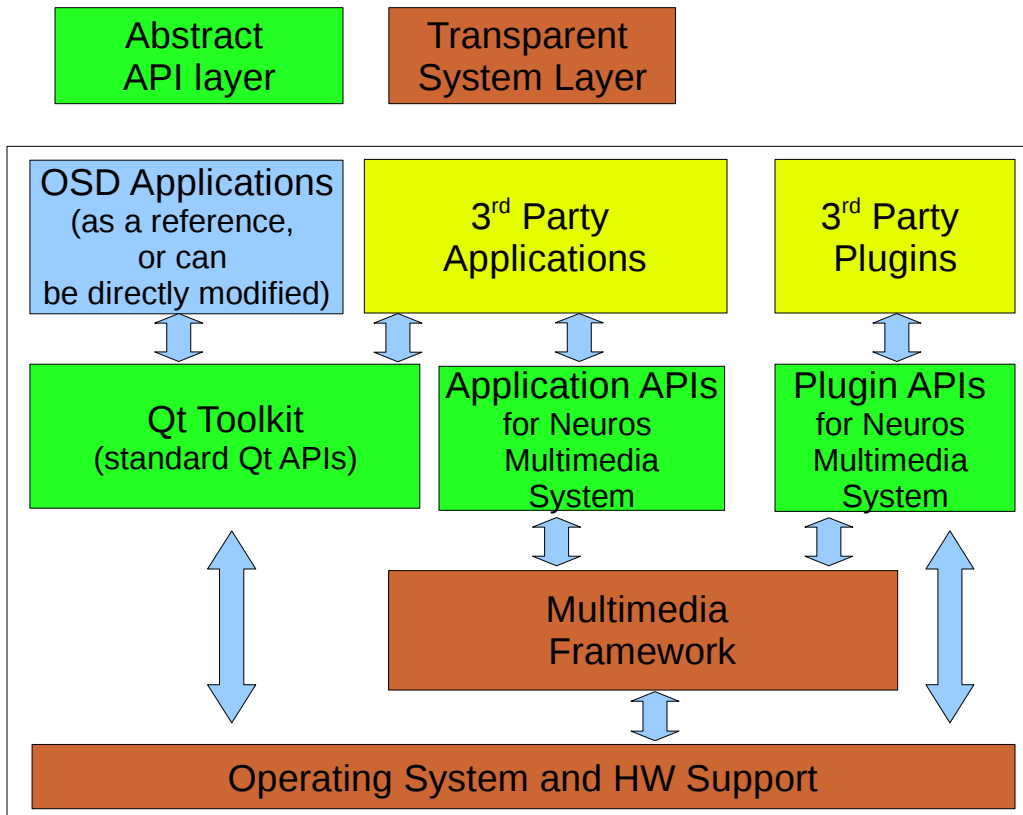 Abstract
API layer
Transparent
System Layer
OSD Applications
(as a reference,
or can
be directly modified)
3rd Party
Applications
3rd Party
Plugins
Qt Toolkit
(standard Qt APIs)
Application APIs
for Neuros
Multimedia
System
Plugin APIs
for Neuros
Multimedia
System
Multimedia
Framework
Operating System and HW Support